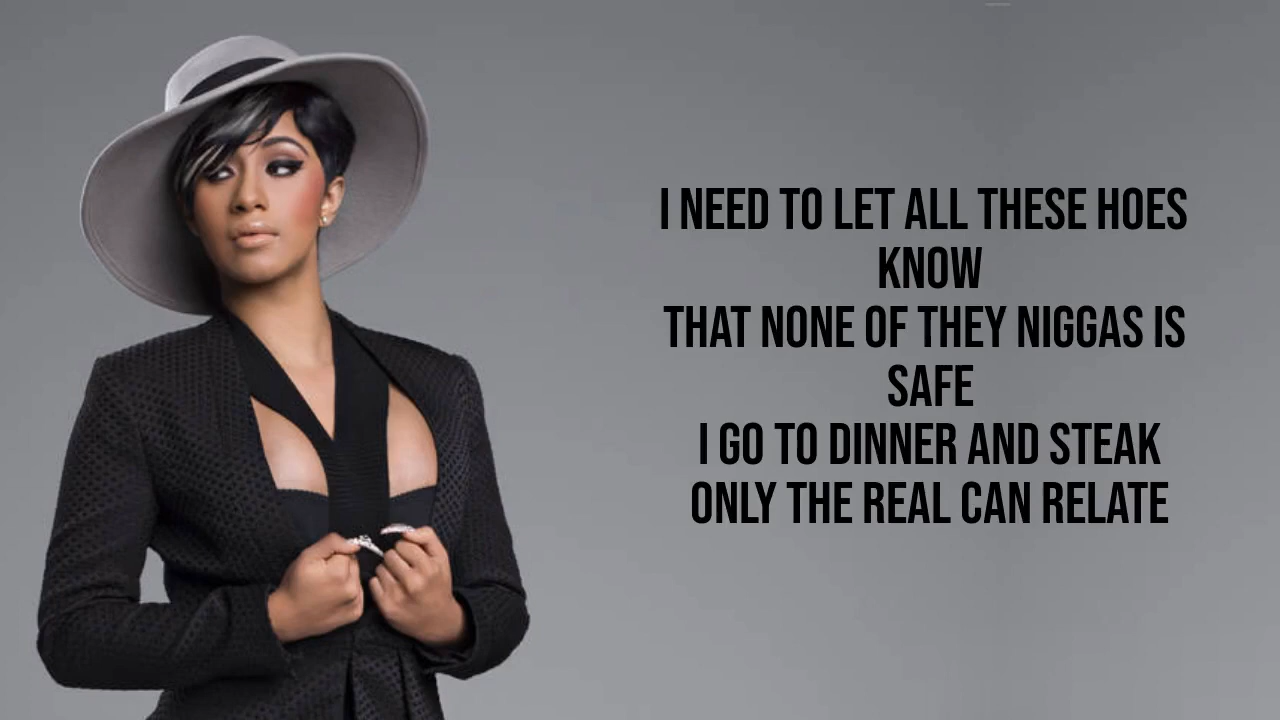 I NEED TO LET ALL THESE HOES
KNOW
THAT NONE OF THEY NIGGAS IS
SAFE
I GO TO DINNER AND STEAK
ONLY THE REAL CAN RELATE